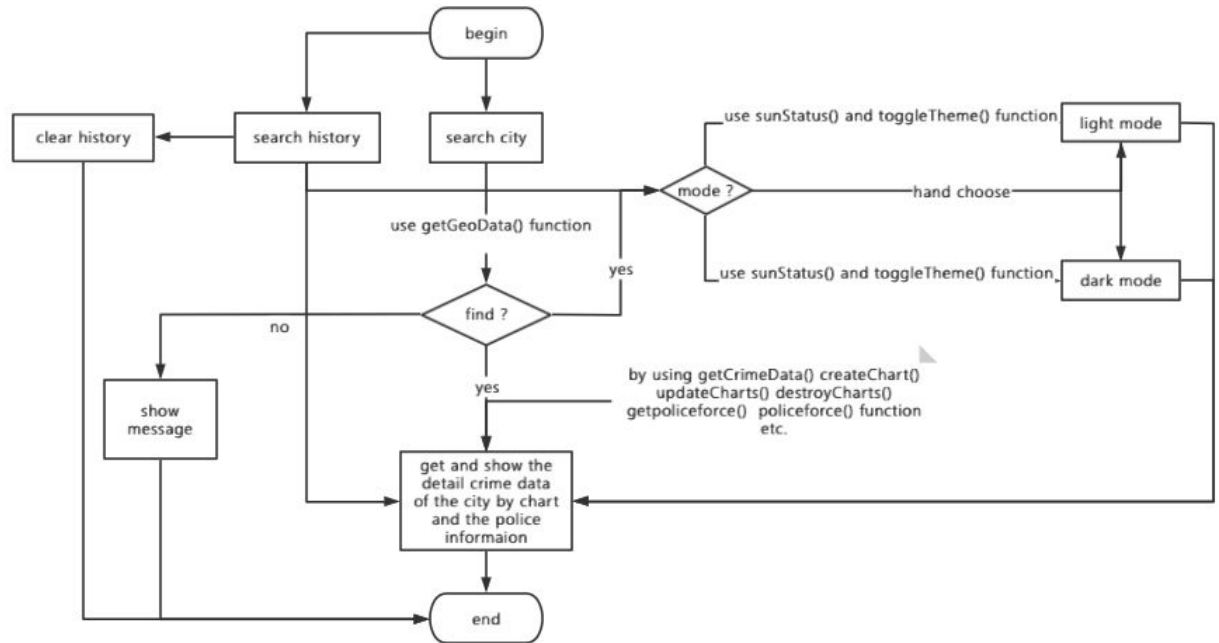 begin
clear history
search history
search city
use sunStatus() and toggleTheme() function
light mode
mode ?
hand choose
use getGeoData() function
yes
use sunStatus() and toggleTheme() function
dark mode
find ?
no
yes
by using getCrimeData() createChart()
updateCharts() destroyCharts()
getpoliceforce() policeforce() function
etc.
show
message
get and show the
detail crime data
of the city by chart
and the police
informaion
end